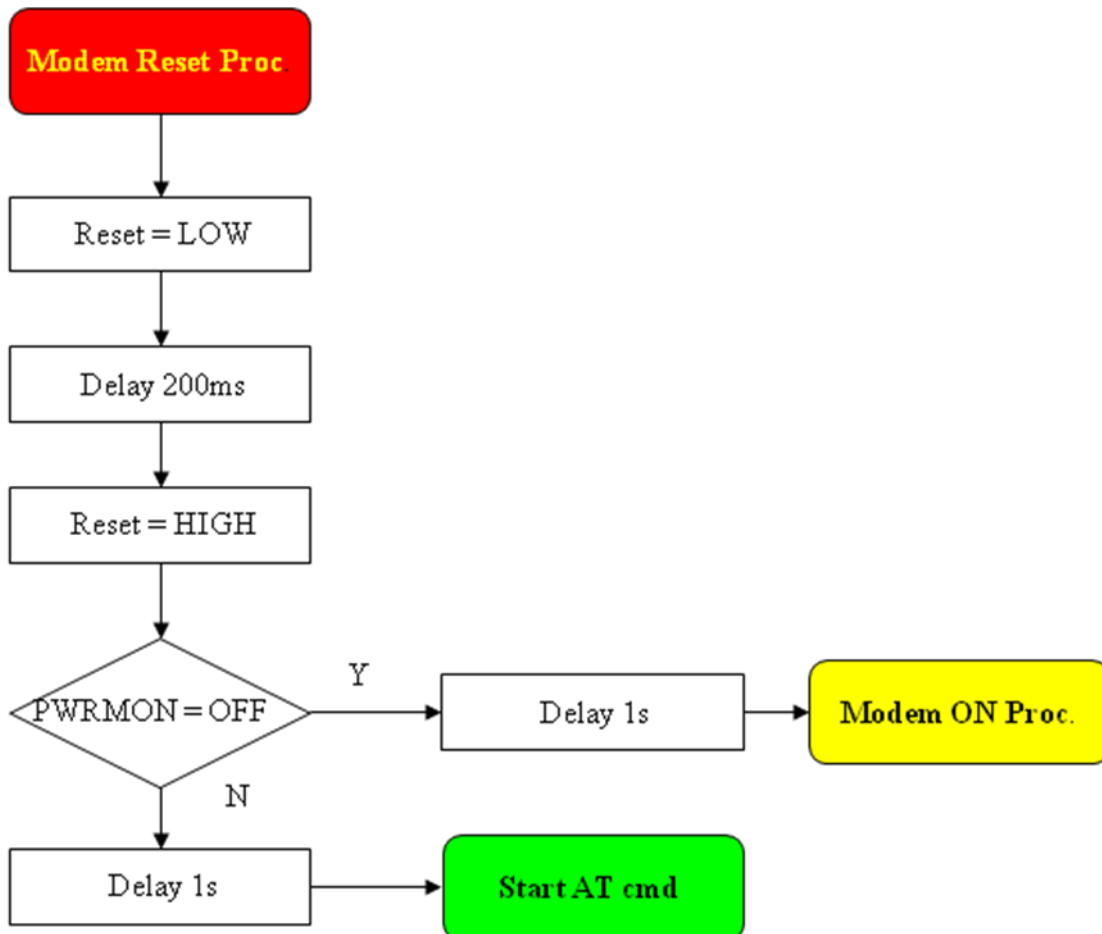 Modem Reset Proc.
Reset = LOW
Delay 200ms
Reset = HIGH
PWRMON = OFF
Y
Delay 1s
Modem ON Proc.
N
Delay 1s
Start AT cmd